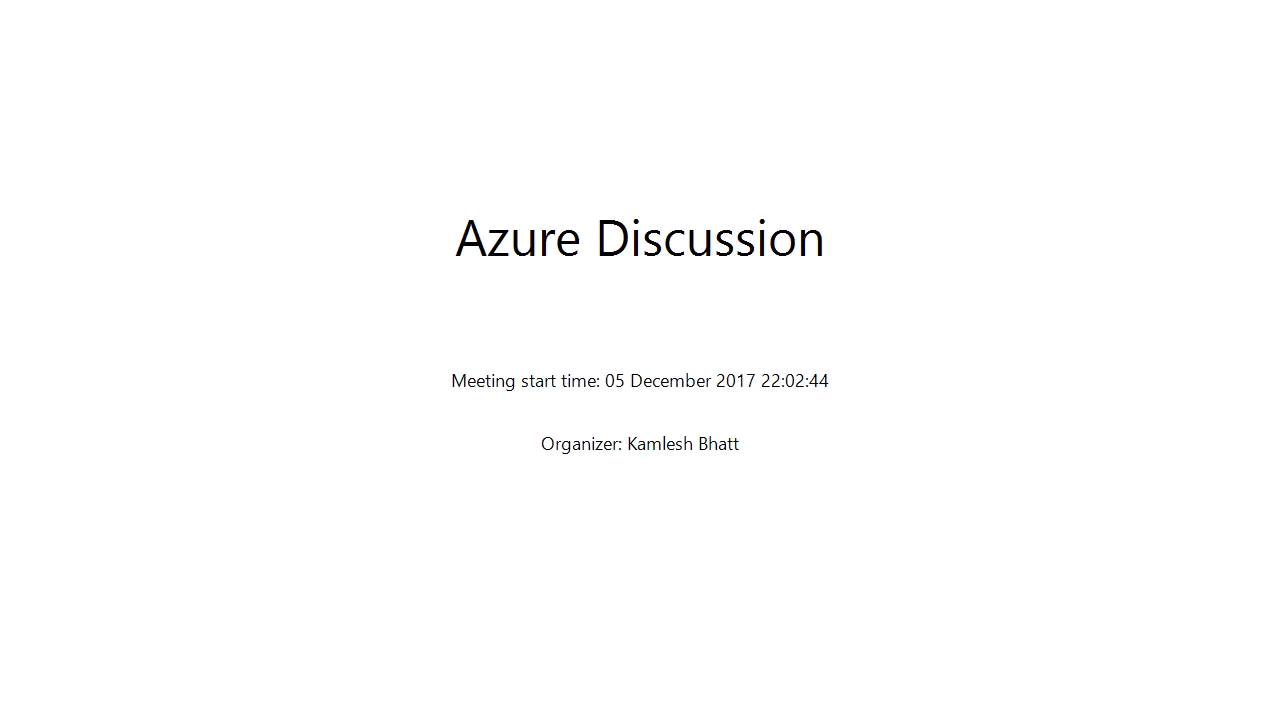 Azure Discussion
Meeting start time: 05 December 2017 22:02:44
Organizer: Kamlesh Bhatt